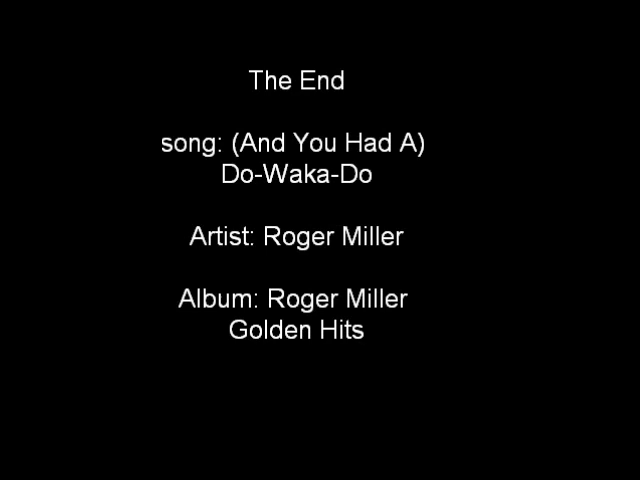 The End
song: (And You Had A)
Do-Waka-Do
Artist: Roger Miller
Album: Roger Miller
Golden Hits